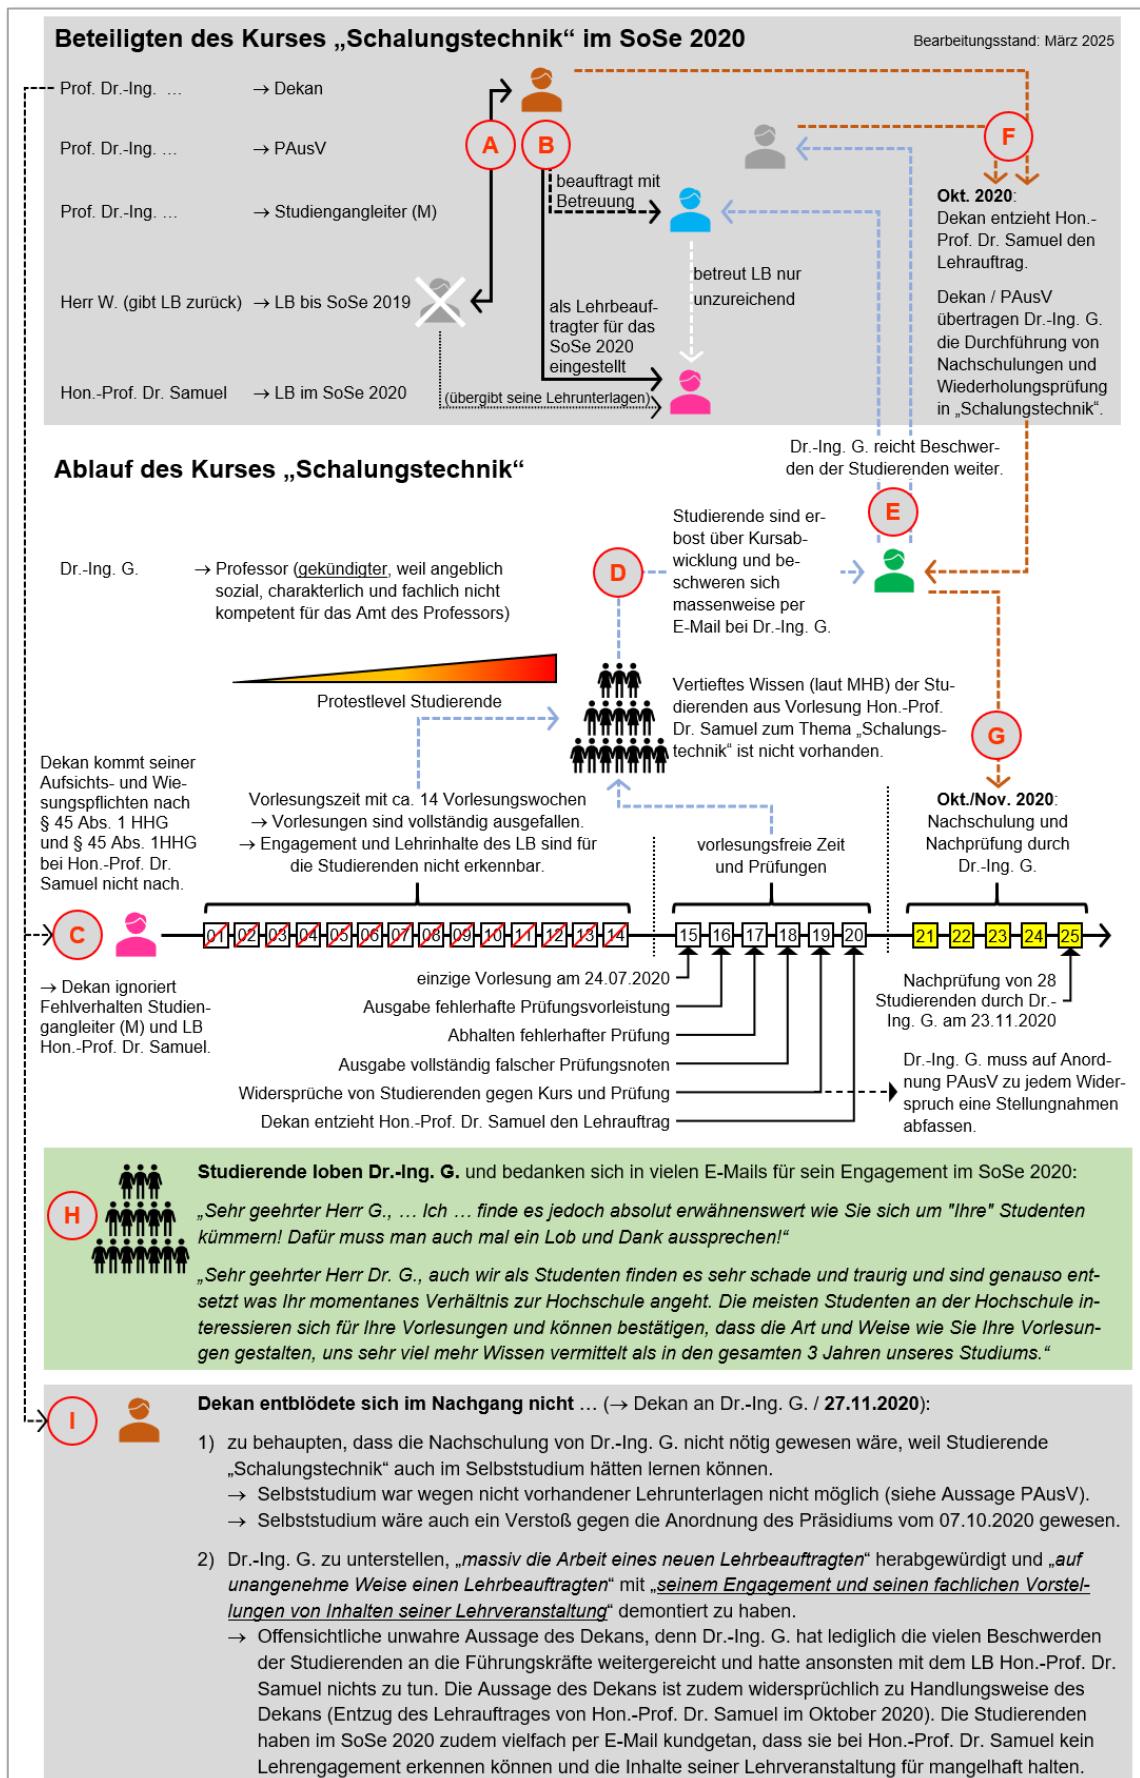 Beteiligten des Kurses „Schalungstechnik“ im SoSe 2020
Bearbeitungsstand: März 2025
Prof. Dr.-Ing. … → Dekan
Prof. Dr.-Ing. … → PAusV
Prof. Dr.-Ing. … → Studiengangleiter (M)
Herr W. (gibt LB zurück) → LB bis SoSe 2019
Hon.-Prof. Dr. Samuel → LB im SoSe 2020
A
B
F
beauftragt mit
Betreuung
betreut LB nur
unzureichend
als Lehrbeauf-
tragter für das
SoSe 2020
eingestellt
(übergibt seine Lehrunterlagen)
Okt. 2020:
Dekan entzieht Hon.-
Prof. Dr. Samuel den
Lehrauftrag.
Dekan / PAusV
übertragen Dr.-Ing. G.
die Durchführung von
Nachschulungen und
Wiederholungsprüfung
in „Schalungstechnik“.
Ablauf des Kurses „Schalungstechnik“
Dr.-Ing. G. reicht Beschwer-
den der Studierenden weiter.
E
Dr.-Ing. G. → Professor (gekündigter, weil angeblich
sozial, charakterlich und fachlich nicht
kompetent für das Amt des Professors)
D
Studierende sind er-
bost über Kursab-
wicklung und be-
schweren sich
massenweise per
E-Mail bei Dr.-Ing. G.
Protestlevel Studierende
Vertieftes Wissen (laut MHB) der Stu-
dierenden aus Vorlesung Hon.-Prof.
Dr. Samuel zum Thema „Schalungs-
technik“ ist nicht vorhanden.
G
Dekan kommt seiner
Aufsichts- und Wie-
sungspflichten nach
§ 45 Abs. 1 HHG
und § 45 Abs. 1HHG
bei Hon.-Prof. Dr.
Samuel nicht nach.
Vorlesungszeit mit ca. 14 Vorlesungswochen
→ Vorlesungen sind vollständig ausgefallen.
→ Engagement und Lehrinhalte des LB sind für
die Studierenden nicht erkennbar.
vorlesungsfreie Zeit
und Prüfungen
Okt./Nov. 2020:
Nachschulung und
Nachprüfung durch
Dr.-Ing. G.
C
01 02 03 04 05 06 07 08 09 10 11 12 13 14 15 16 17 18 19 20 21 22 23 24 25
→ Dekan ignoriert
Fehlverhalten Studien-
gangleiter (M) und LB
Hon.-Prof. Dr. Samuel.
einzige Vorlesung am 24.07.2020
Ausgabe fehlerhafte Prüfungsvorleistung
Abhalten fehlerhafter Prüfung
Ausgabe vollständig falscher Prüfungsnoten
Widersprüche von Studierenden gegen Kurs und Prüfung
Dekan entzieht Hon.-Prof. Dr. Samuel den Lehrauftrag
Nachprüfung von 28
Studierenden durch Dr.-
Ing. G. am 23.11.2020
Dr.-Ing. G. muss auf Anord-
nung PAusV zu jedem Wider-
spruch eine Stellungnahmen
abfassen.
H
Studierende loben Dr.-Ing. G. und bedanken sich in vielen E-Mails für sein Engagement im SoSe 2020:
„Sehr geehrter Herr G., … Ich … finde es jedoch absolut erwähnenswert wie Sie sich um "Ihre" Studenten
kümmern! Dafür muss man auch mal ein Lob und Dank aussprechen!“
„Sehr geehrter Herr Dr. G., auch wir als Studenten finden es sehr schade und traurig und sind genauso ent-
setzt was Ihr momentanes Verhältnis zur Hochschule angeht. Die meisten Studenten an der Hochschule in-
teressieren sich für Ihre Vorlesungen und können bestätigen, dass die Art und Weise wie Sie Ihre Vorlesun-
gen gestalten, uns sehr viel mehr Wissen vermittelt als in den gesamten 3 Jahren unseres Studiums.“
I
Dekan entblödete sich im Nachgang nicht … (→ Dekan an Dr.-Ing. G. / 27.11.2020):
1) zu behaupten, dass die Nachschulung von Dr.-Ing. G. nicht nötig gewesen wäre, weil Studierende
„Schalungstechnik“ auch im Selbststudium hätten lernen können.
→ Selbststudium war wegen nicht vorhandener Lehrunterlagen nicht möglich (siehe Aussage PAusV).
→ Selbststudium wäre auch ein Verstoß gegen die Anordnung des Präsidiums vom 07.10.2020 gewesen.
2) Dr.-Ing. G. zu unterstellen, „massiv die Arbeit eines neuen Lehrbeauftragten“ herabgewürdigt und „auf
unangenehme Weise einen Lehrbeauftragten“ mit „seinem Engagement und seinen fachlichen Vorstel-
lungen von Inhalten seiner Lehrveranstaltung“ demontiert zu haben.
→ Offensichtliche unwahre Aussage des Dekans, denn Dr.-Ing. G. hat lediglich die vielen Beschwerden
der Studierenden an die Führungskräfte weitergereicht und hatte ansonsten mit dem LB Hon.-Prof. Dr.
Samuel nichts zu tun. Die Aussage des Dekans ist zudem widersprüchlich zu Handlungsweise des
Dekans (Entzug des Lehrauftrages von Hon.-Prof. Dr. Samuel im Oktober 2020). Die Studierenden
haben im SoSe 2020 zudem vielfach per E-Mail kundgetan, dass sie bei Hon.-Prof. Dr. Samuel kein
Lehrengagement erkennen können und die Inhalte seiner Lehrveranstaltung für mangelhaft halten.